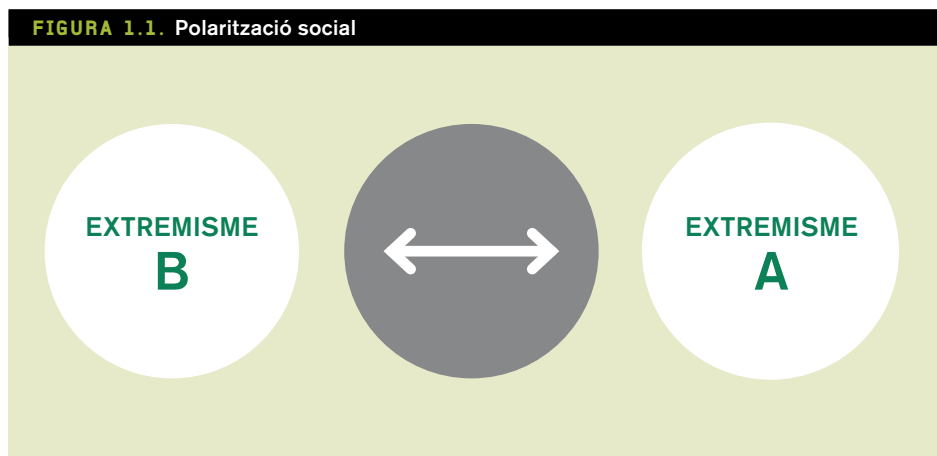 FIGURA 1.1. Polarització social
EXTREMISME
B
EXTREMISME
A